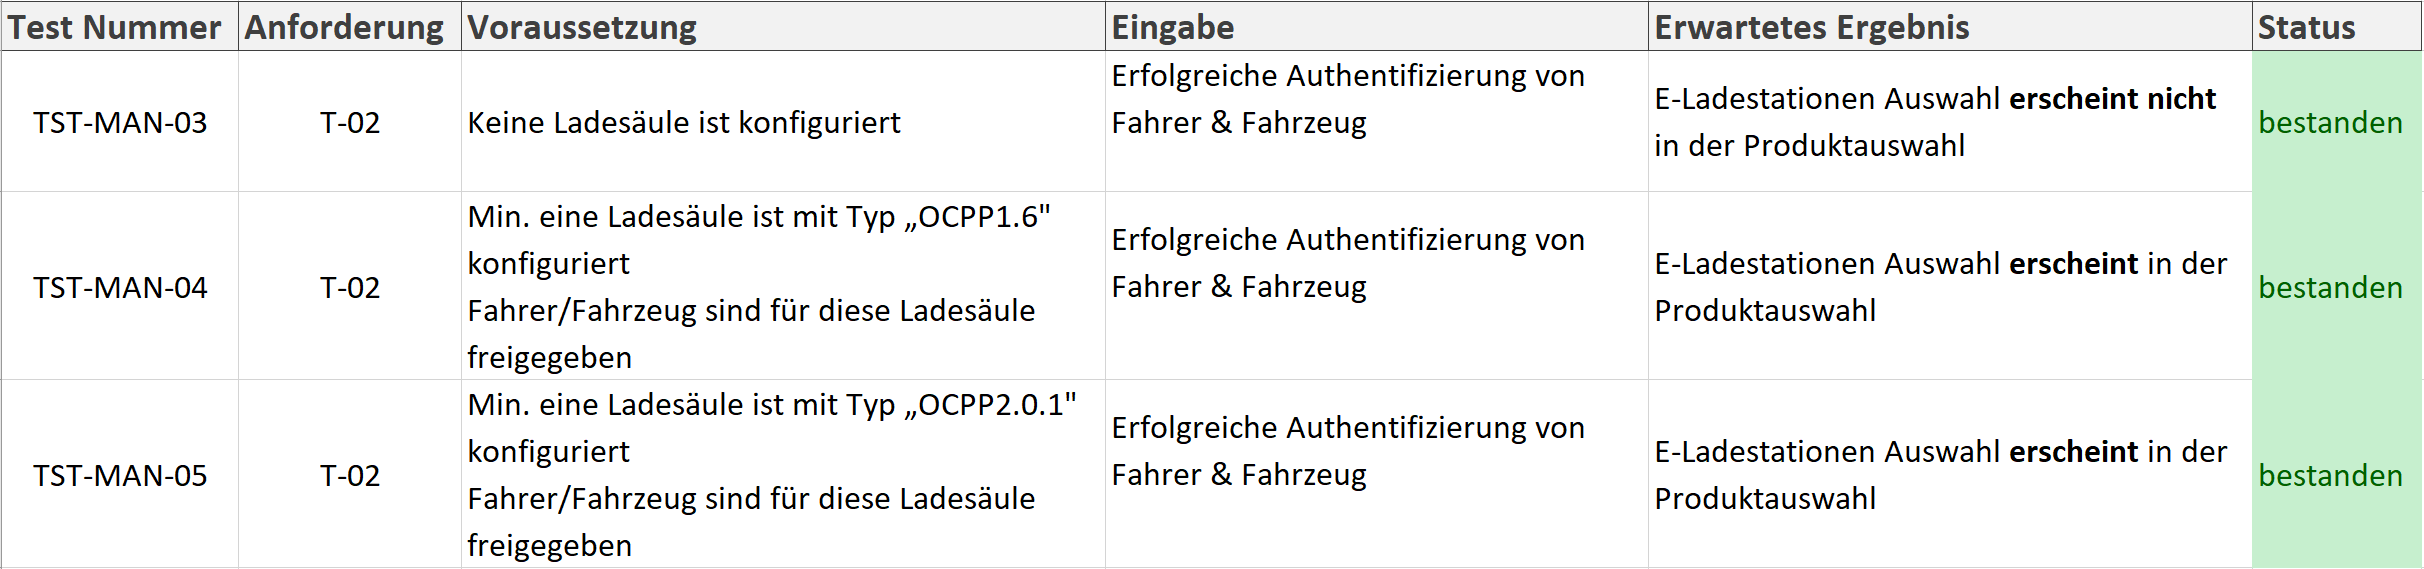 Test Nummer Anforderung Voraussetzung Eingabe Erwartetes Ergebnis Status
TST-MAN-03 T-02 Keine Ladesäule ist konfiguriert
Erfolgreiche Authentifizierung von
Fahrer & Fahrzeug
E-Ladestationen Auswahl erscheint nicht
in der Produktauswahl
bestanden
TST-MAN-04 T-02
Min. eine Ladesäule ist mit Typ „OCPP1.6"
konfiguriert
Fahrer/Fahrzeug sind für diese Ladesäule
freigegeben
Erfolgreiche Authentifizierung von
Fahrer & Fahrzeug
E-Ladestationen Auswahl erscheint in der
Produktauswahl
bestanden
TST-MAN-05 T-02
Min. eine Ladesäule ist mit Typ „OCPP2.0.1"
konfiguriert
Fahrer/Fahrzeug sind für diese Ladesäule
freigegeben
Erfolgreiche Authentifizierung von
Fahrer & Fahrzeug
E-Ladestationen Auswahl erscheint in der
Produktauswahl
bestanden